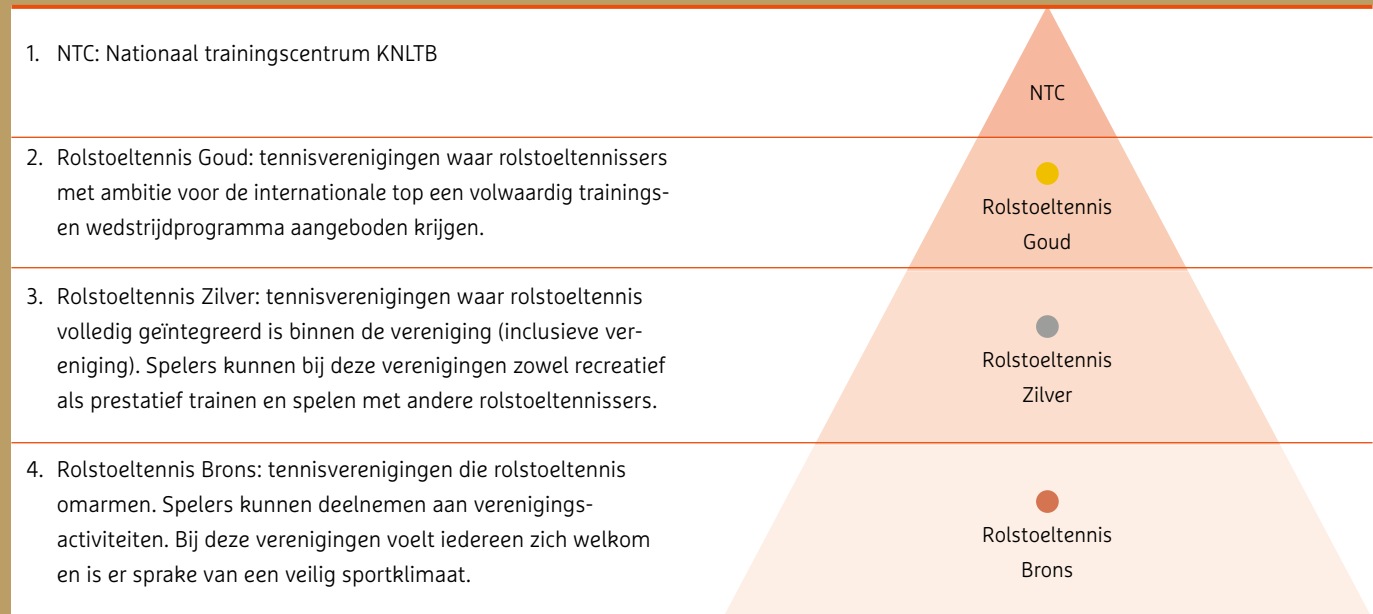 1. NTC: Nationaal trainingscentrum KNLTB
NTC
2. Rolstoeltennis Goud: tennisverenigingen waar rolstoeltennissers
met ambitie voor de internationale top een volwaardig trainings-
en wedstrijdprogramma aangeboden krijgen.
Rolstoeltennis
Goud
3. Rolstoeltennis Zilver: tennisverenigingen waar rolstoeltennis
volledig geïntegreerd is binnen de vereniging (inclusieve ver-
eniging). Spelers kunnen bij deze verenigingen zowel recreatief
als prestatief trainen en spelen met andere rolstoeltennissers.
Rolstoeltennis
Zilver
4. Rolstoeltennis Brons: tennisverenigingen die rolstoeltennis
omarmen. Spelers kunnen deelnemen aan verenigings-
activiteiten. Bij deze verenigingen voelt iedereen zich welkom
en is er sprake van een veilig sportklimaat.
Rolstoeltennis
Brons